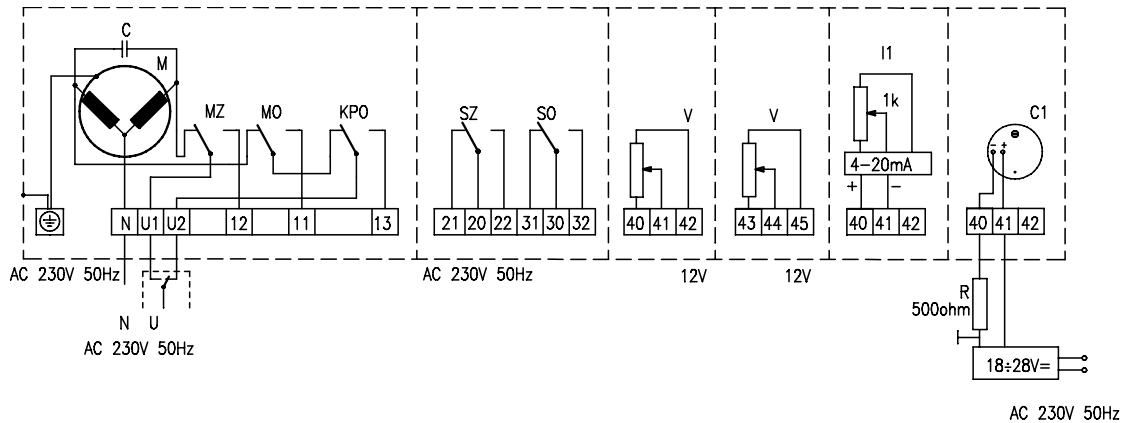 C
M
MZ
MO
KPO
N U1 U2 12 11 13
AC 230V 50Hz
N U
AC 230V 50Hz
SZ
SO
21 20 22 31 30 32
AC 230V 50Hz
V
40 41 42
12V
V
43 44 45
12V
I1
1k
4-20mA
+ -
40 41 42
C1
- +
40 41 42
R
500ohm
18÷28V=
AC 230V 50Hz